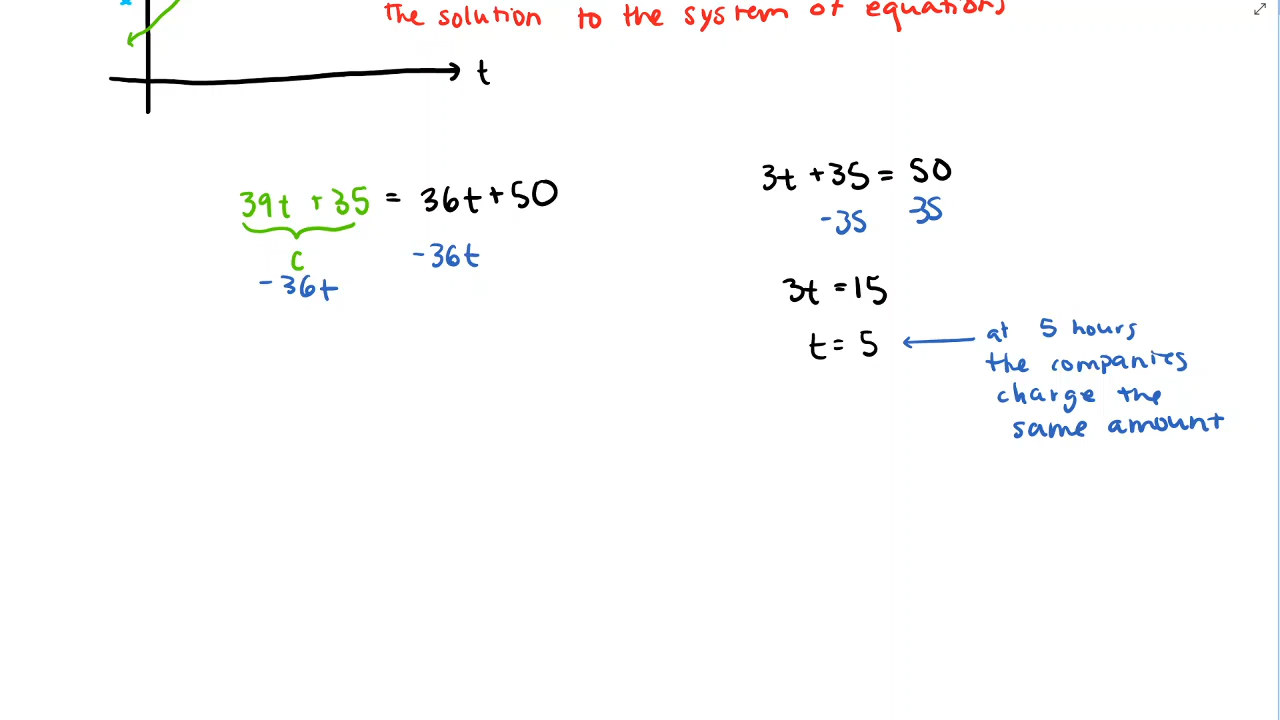 the solution to the system of equations
t
39t + 35 = 36t + 50
c
-36t -36t
3t + 35 = 50
-35 35
3t = 15
t = 5
at 5 hours
the companies
charge the
same amount